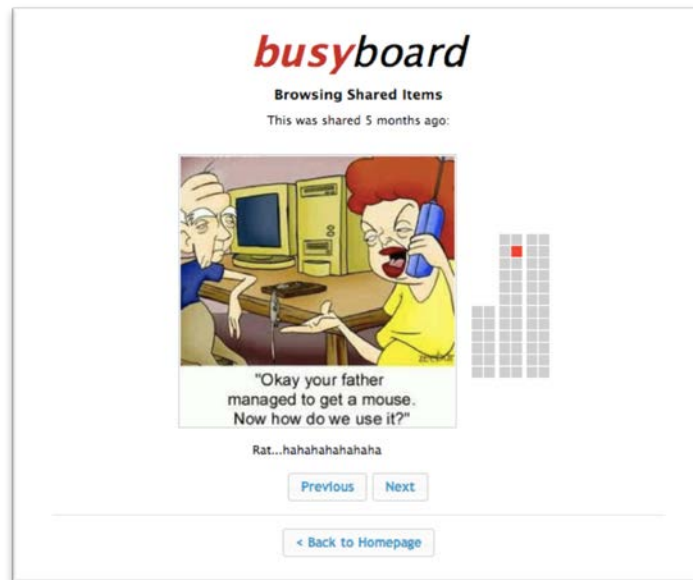 busyboard
Browsing Shared Items
This was shared 5 months ago:
"Okay your father
managed to get a mouse.
Now how do we use it?"
Rat...hahahahahahaha
Previous Next
< Back to Homepage